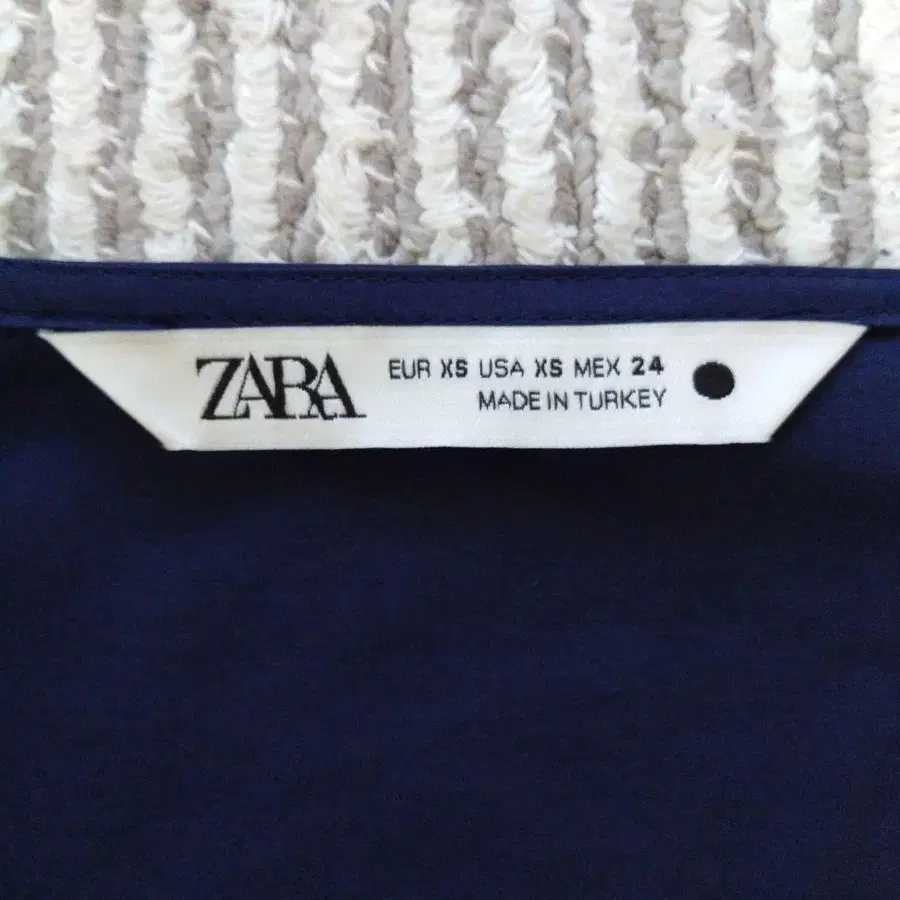 ZARA
EUR XS USA XS MEX 24
MADE IN TURKEY